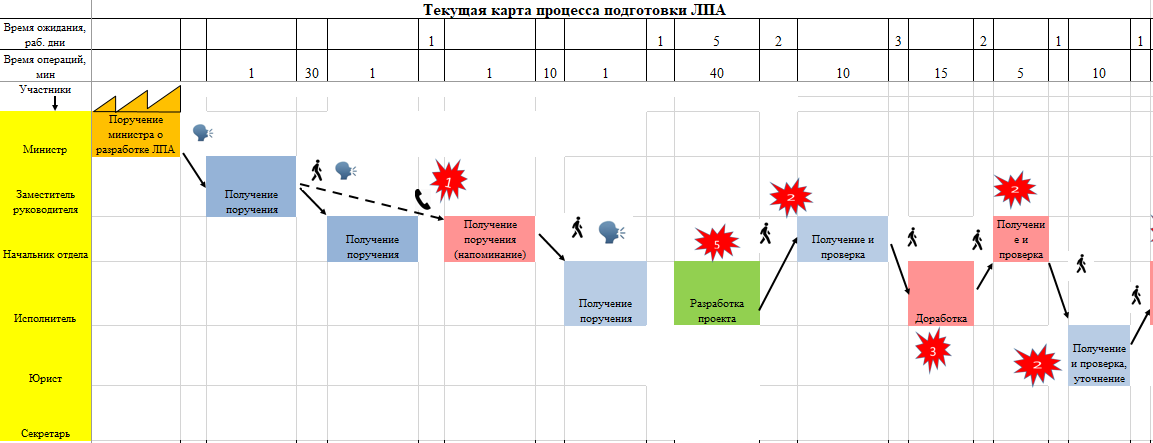 Текущая карта процесса подготовки ЛПА
Время ожидания,
раб. дни
1 1 5 2 3 2 1 1
Время операций,
мин
1 30 1 1 10 1 40 10 15 5 10
Участники
Поручение
министра о
разработке ЛПА
Министр
Заместитель
руководителя
Получение
поручения
1
2
2
Начальник отдела
Получение
поручения
Получение
поручения
(напоминание)
5
Получение и
проверка
Получени
е и
проверка
Исполнитель
Получение
поручения
Разработка
проекта
Доработка
3
2
Юрист
Получение
и проверка,
уточнение
Секретарь